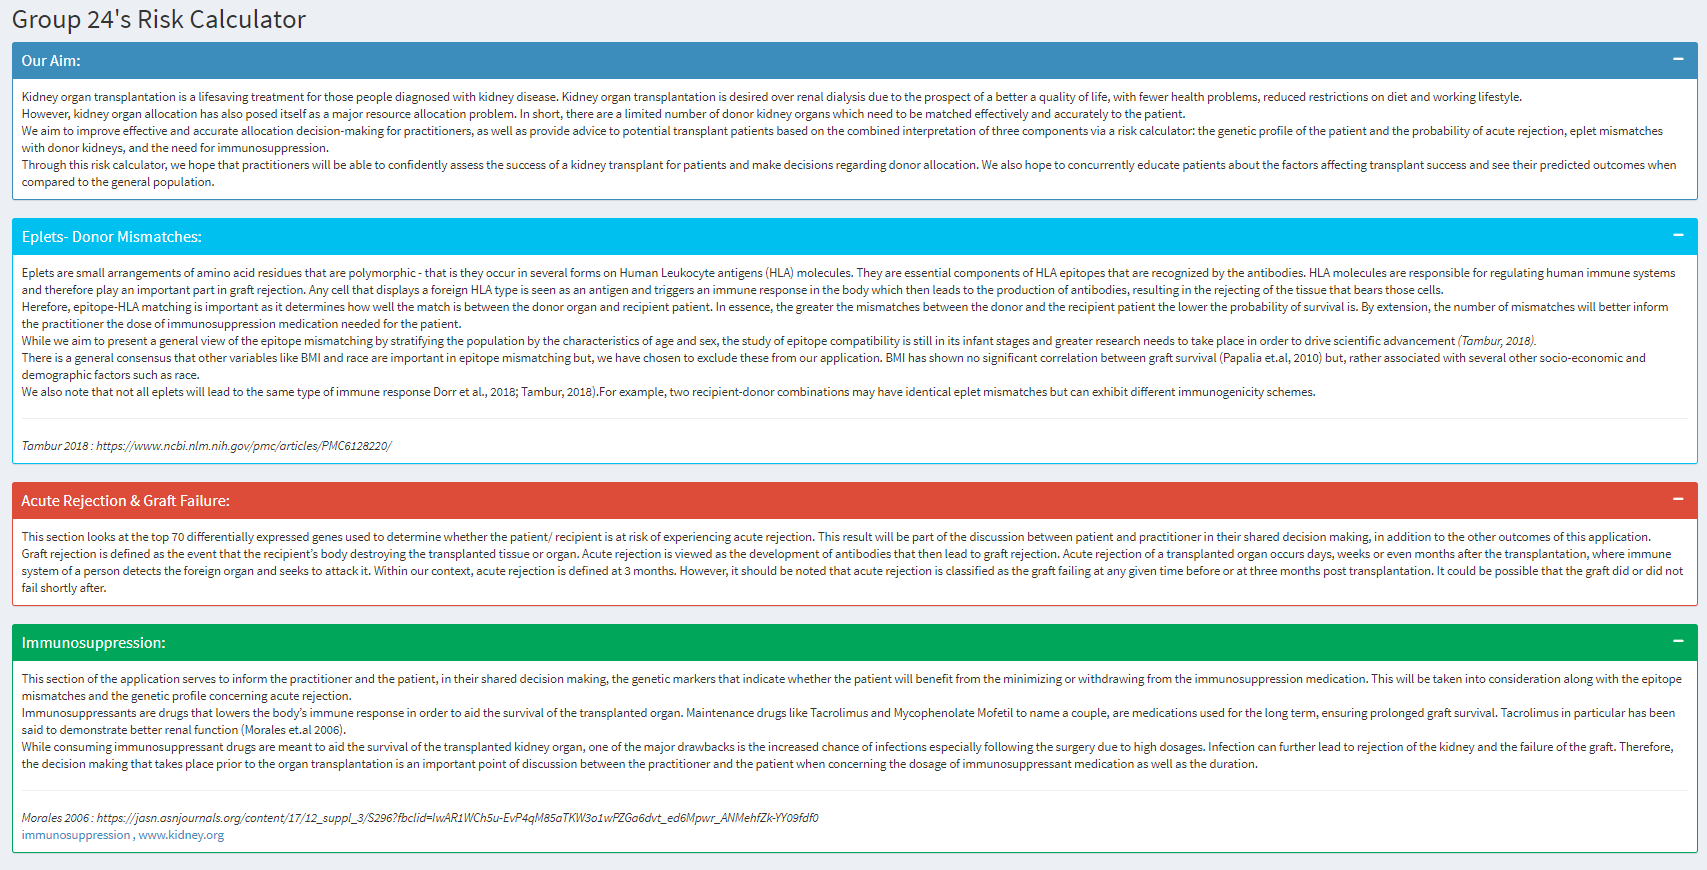 Group 24's Risk Calculator
Our Aim:
Kidney organ transplantation is a lifesaving treatment for those people diagnosed with kidney disease. Kidney organ transplantation is desired over renal dialysis due to the prospect of a better a quality of life, with fewer health problems, reduced restrictions on diet and working lifestyle.
However, kidney organ allocation has also posed itself as a major resource allocation problem. In short, there are a limited number of donor kidney organs which need to be matched effectively and accurately to the patient.
We aim to improve effective and accurate allocation decision-making for practitioners, as well as provide advice to potential transplant patients based on the combined interpretation of three components via a risk calculator: the genetic profile of the patient and the probability of acute rejection, eplet mismatches
with donor kidneys, and the need for immunosuppression.
Through this risk calculator, we hope that practitioners will be able to confidently assess the success of a kidney transplant for patients and make decisions regarding donor allocation. We also hope to concurrently educate patients about the factors affecting transplant success and see their predicted outcomes when
compared to the general population.
Eplets- Donor Mismatches:
Eplets are small arrangements of amino acid residues that are polymorphic - that is they occur in several forms on Human Leukocyte antigens (HLA) molecules. They are essential components of HLA epitopes that are recognized by the antibodies. HLA molecules are responsible for regulating human immune systems
and therefore play an important part in graft rejection. Any cell that displays a foreign HLA type is seen as an antigen and triggers an immune response in the body which then leads to the production of antibodies, resulting in the rejecting of the tissue that bears those cells.
Herefore, epitope-HLA matching is important as it determines how well the match is between the donor organ and recipient patient. In essence, the greater the mismatches between the donor and the recipient patient the lower the probability of survival is. By extension, the number of mismatches will better inform
the practitioner the dose of immunosuppression medication needed for the patient.
While we aim to present a general view of the epitope mismatching by stratifying the population by the characteristics of age and sex, the study of epitope compatibility is still in its infant stages and greater research needs to take place in order to drive scientific advancement (Tambur, 2018).
There is a general consensus that other variables like BMI and race are important in epitope mismatching but, we have chosen to exclude these from our application. BMI has shown no significant correlation between graft survival (Papalia et.al, 2010) but, rather associated with several other socio-economic and
demographic factors such as race.
We also note that not all eplets will lead to the same type of immune response Dorr et al., 2018; Tambur, 2018).For example, two recipient-donor combinations may have identical eplet mismatches but can exhibit different immunogenicity schemes.
Tambur 2018 : https://www.ncbi.nlm.nih.gov/pmc/articles/PMC6128220/
Acute Rejection & Graft Failure:
This section looks at the top 70 differentially expressed genes used to determine whether the patient/ recipient is at risk of experiencing acute rejection. This result will be part of the discussion between patient and practitioner in their shared decision making, in addition to the other outcomes of this application.
Graft rejection is defined as the event that the recipient's body destroying the transplanted tissue or organ. Acute rejection is viewed as the development of antibodies that then lead to graft rejection. Acute rejection of a transplanted organ occurs days, weeks or even months after the transplantation, where immune
system of a person detects the foreign organ and seeks to attack it. Within our context, acute rejection is defined at 3 months. However, it should be noted that acute rejection is classified as the graft failing at any given time before or at three months post transplantation. It could be possible that the graft did or did not
fail shortly after.
Immunosuppression:
This section of the application serves to inform the practitioner and the patient, in their shared decision making, the genetic markers that indicate whether the patient will benefit from the minimizing or withdrawing from the immunosuppression medication. This will be taken into consideration along with the epitope
mismatches and the genetic profile concerning acute rejection.
Immunosuppressants are drugs that lowers the body's immune response in order to aid the survival of the transplanted organ. Maintenance drugs like Tacrolimus and Mycophenolate Mofetil to name a couple, are medications used for the long term, ensuring prolonged graft survival. Tacrolimus in particular has been
said to demonstrate better renal function (Morales et.al 2006).
While consuming immunosuppressant drugs are meant to aid the survival of the transplanted kidney organ, one of the major drawbacks is the increased chance of infections especially following the surgery due to high dosages. Infection can further lead to rejection of the kidney and the failure of the graft. Therefore,
the decision making that takes place prior to the organ transplantation is an important point of discussion between the practitioner and the patient when concerning the dosage of immunosuppressant medication as well as the duration.
Morales 2006 : https://jasn.asnjournals.org/content/17/12_suppl_3/S296?fbclid=IwAR1WCh5u-EvP4qM85aTKW3o1wPZGa6dvt_ed6Mpwr_ANMehfZk-YY09fdf0
immunosuppression , www.kidney.org